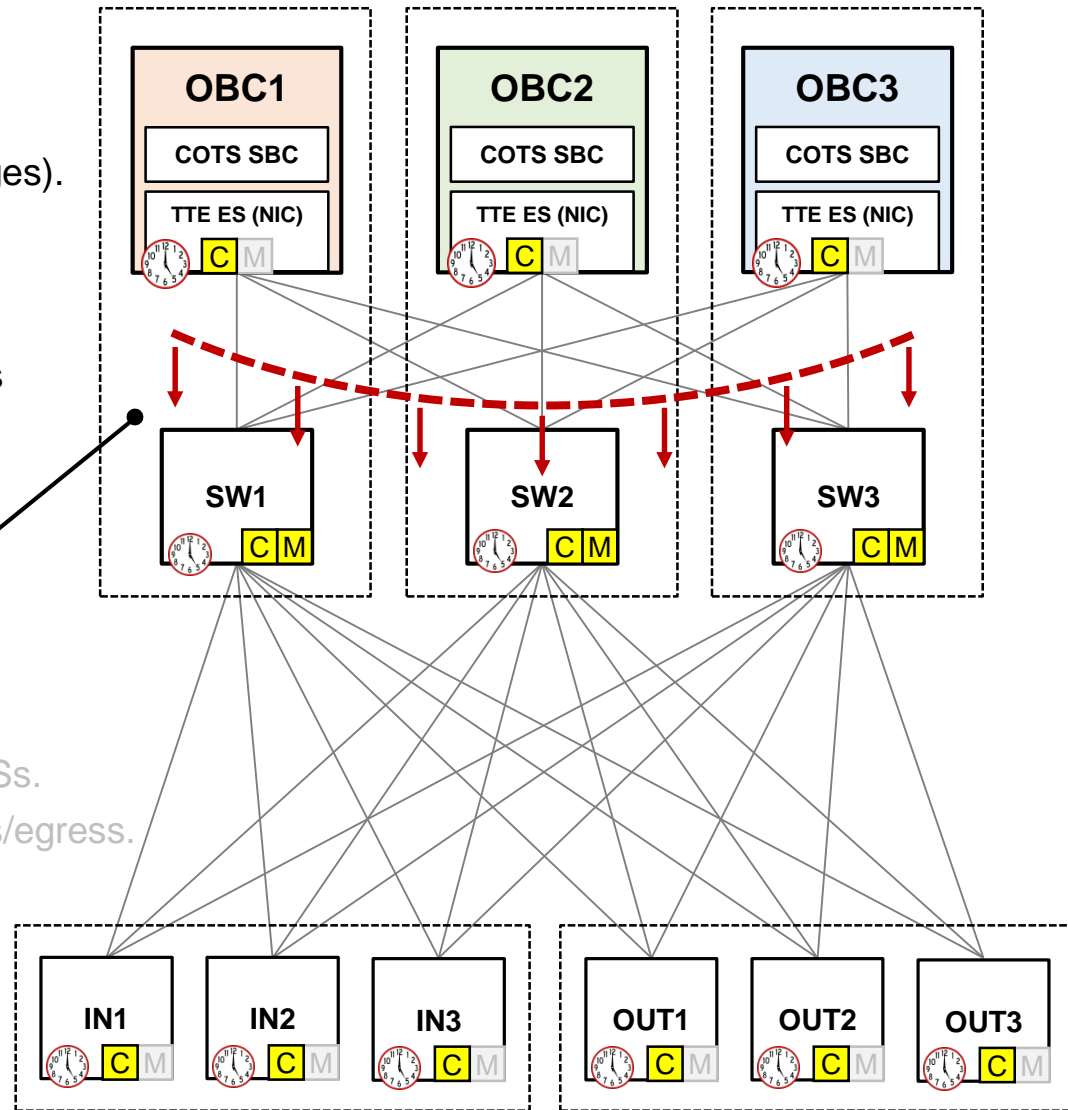 OBC1
OBC2
OBC3
COTS SBC
COTS SBC
COTS SBC
ges).
TTE ES (NIC)
TTE ES (NIC)
TTE ES (NIC)
C M
C M
C M
s
SW1
SW2
SW3
C M
C M
C M
Ss.
s/egress.
IN1
IN2
IN3
OUT1
OUT2
OUT3
C M
C M
C M
C M
C M
C M